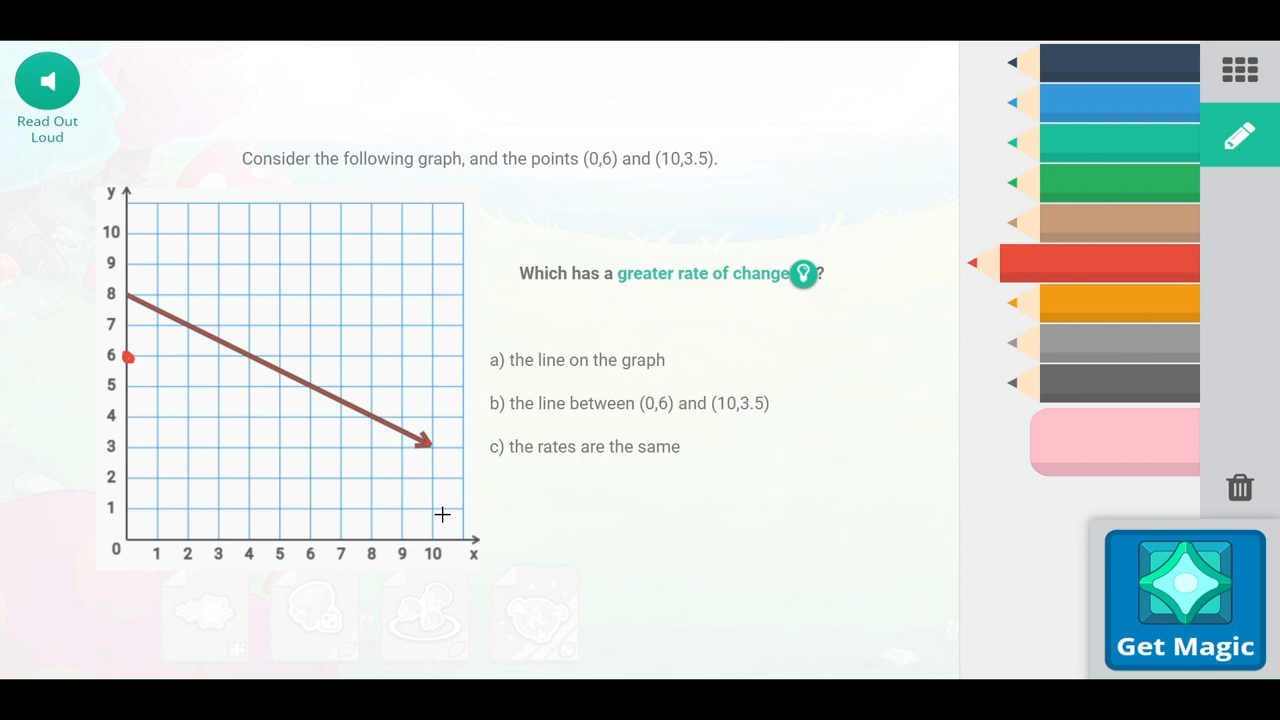 Read Out
Loud
Consider the following graph, and the points (0,6) and (10,3.5).
y
10
9
8
7
6
5
4
3
2
1
0
1 2 3 4 5 6 7 8 9 10 x
Which has a greater rate of change ?
a) the line on the graph
b) the line between (0,6) and (10,3.5)
c) the rates are the same
Get Magic